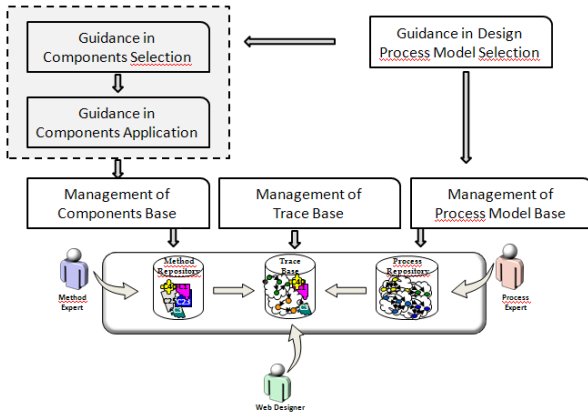 Guidance in
Components Selection
Guidance in Design
Process Model Selection
Guidance in
Components Application
Management of
Components Base
Management of
Trace Base
Management of
Process Model Base
Method
Repository
Trace
Base
Process
Repository
Method
Expert
Process
Expert
Web Designer